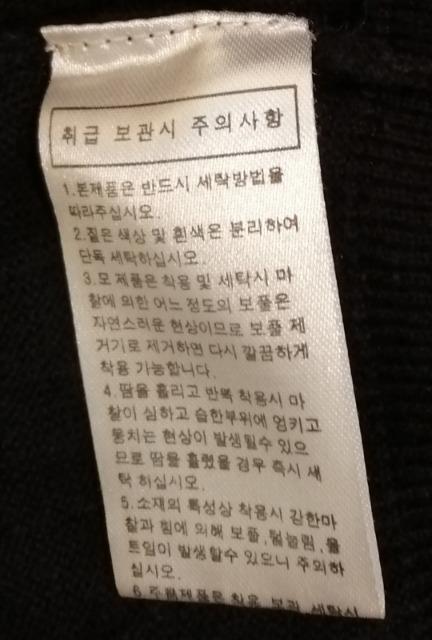 취급 보관시 주의사항
1.본제품은 반드시 세탁방법을
따라주십시오.
2.짙은 색상 및 흰색은 분리하여
단독 세탁하십시오.
3.모 제품은 착용 및 세탁시 마
찰에 의한 어느 정도의 보풀은
자연스러운 현상이므로 보풀 제
거기로 제거하면 다시 깔끔하게
착용 가능합니다.
4.땀을 흘리고 반복 착용시 마
찰이 심하고 습한부위에 엉키고
뭉치는 현상이 발생될수 있으
므로 땀을 흘렸을 경우 즉시 세
탁 하십시오.
5.소재의 특성상 착용시 강한마
찰과 힘에 의해 보풀,털눌림,올
트임이 발생할수 있으니 주의하
십시오.
착용 보관 세탁시